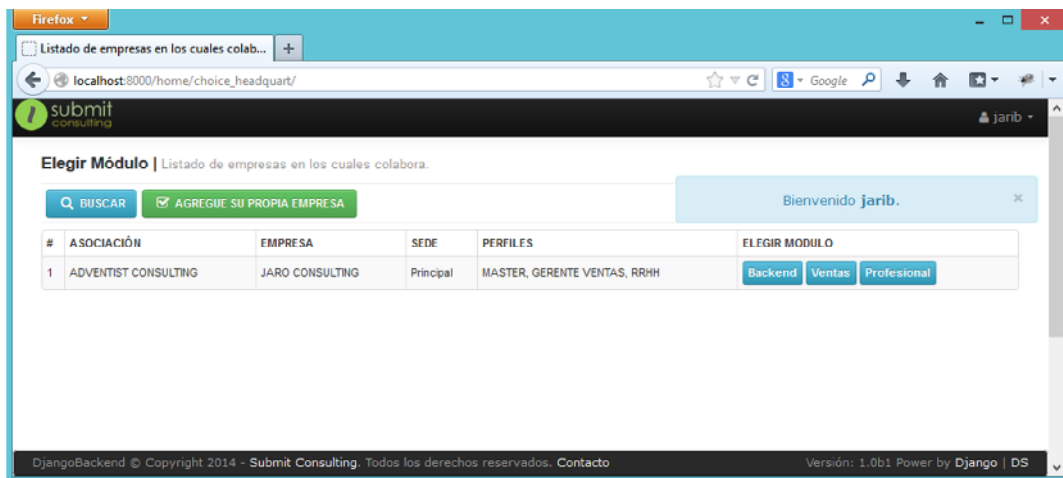 Firefox
Listado de empresas en los cuales colab...
localhost:8000/home/choice_headquart/
Google
submit
consulting
jarib
Elegir Módulo | Listado de empresas en los cuales colabora.
BUSCAR
AGREGUE SU PROPIA EMPRESA
Bienvenido jarib.
# ASOCIACIÓN EMPRESA SEDE PERFILES ELEGIR MODULO
1 ADVENTIST CONSULTING JARO CONSULTING Principal MASTER, GERENTE VENTAS, RRHH Backend Ventas Profesional
DjangoBackend © Copyright 2014 - Submit Consulting. Todos los derechos reservados. Contacto Versión: 1.0b1 Power by Django | DS